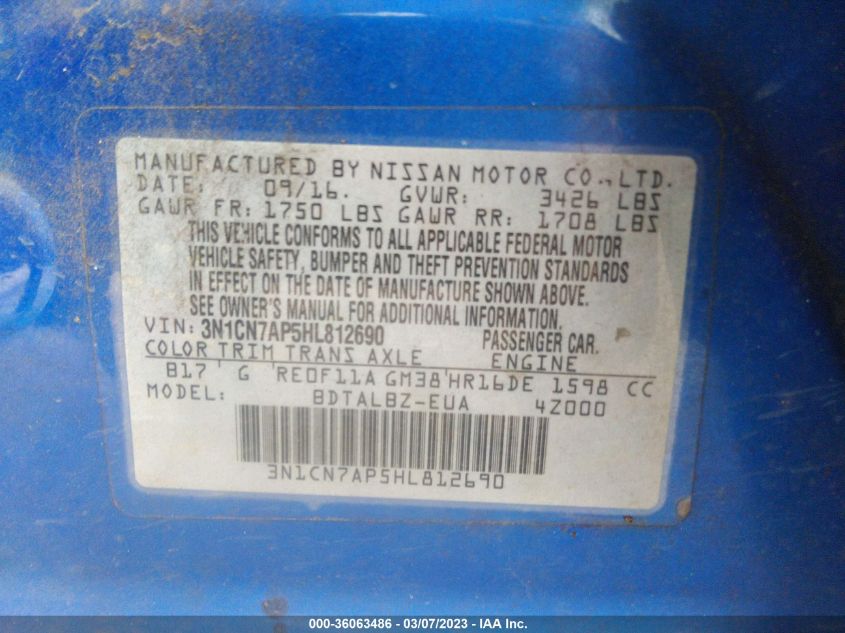 MANUFACTURED BY NISSAN MOTOR CO., LTD.
DATE: 09/16. GVWR: 3426 LBS
GAWR FR: 1750 LBS GAWR RR: 1708 LBS
THIS VEHICLE CONFORMS TO ALL APPLICABLE FEDERAL MOTOR
VEHICLE SAFETY, BUMPER AND THEFT PREVENTION STANDARDS
IN EFFECT ON THE DATE OF MANUFACTURE SHOWN ABOVE.
SEE OWNER'S MANUAL FOR ADDITIONAL INFORMATION.
VIN: 3N1CN7AP5HL812690 PASSENGER CAR.
COLOR TRIM TRANS AXLE ENGINE
B17 G RE0F11A GM38 HR16DE 1598 CC
MODEL: BDTALBZ-EUA 4Z000
3N1CN7AP5HL812690
000-36063486 - 03/07/2023 - IAA Inc.